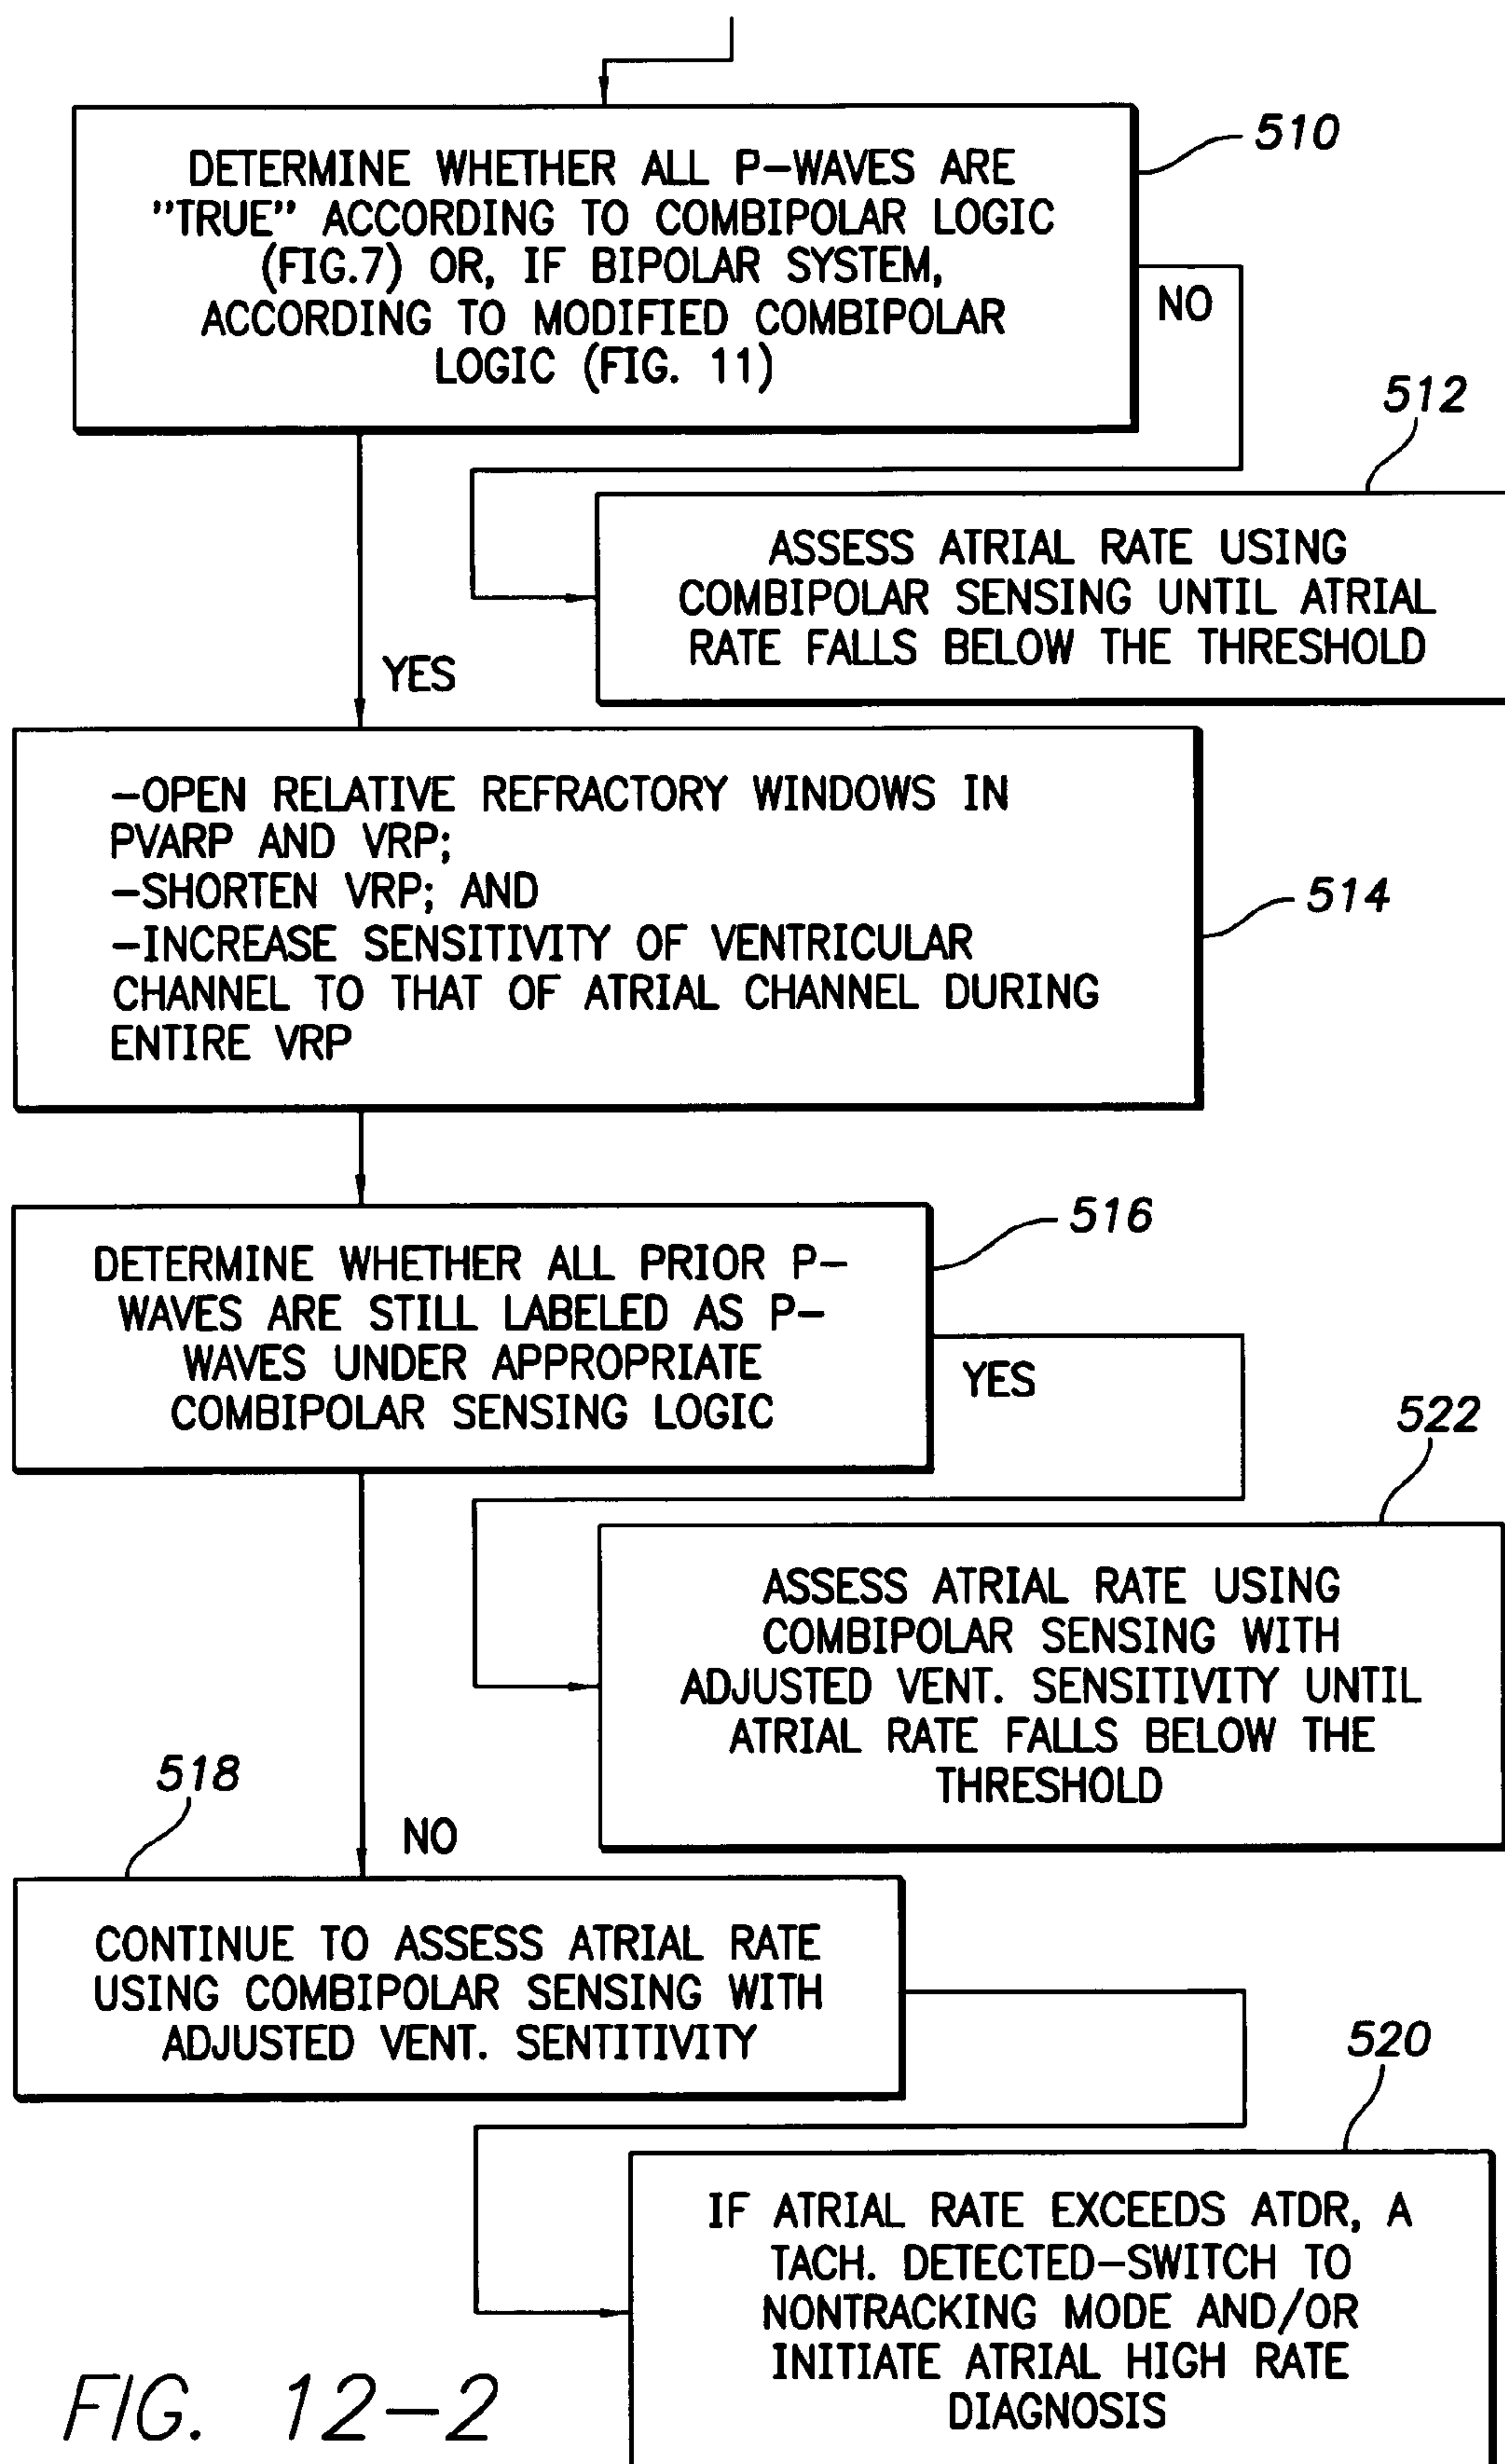 510
DETERMINE WHETHER ALL P-WAVES ARE
"TRUE" ACCORDING TO COMBIPOLAR LOGIC
(FIG.7) OR, IF BIPOLAR SYSTEM,
ACCORDING TO MODIFIED COMBIPOLAR
LOGIC (FIG. 11)
NO
512
ASSESS ATRIAL RATE USING
COMBIPOLAR SENSING UNTIL ATRIAL
RATE FALLS BELOW THE THRESHOLD
YES
514
-OPEN RELATIVE REFRACTORY WINDOWS IN
PVARP AND VRP;
-SHORTEN VRP; AND
-INCREASE SENSITIVITY OF VENTRICULAR
CHANNEL TO THAT OF ATRIAL CHANNEL DURING
ENTIRE VRP
516
DETERMINE WHETHER ALL PRIOR P-
WAVES ARE STILL LABELED AS P-
WAVES UNDER APPROPRIATE
COMBIPOLAR SENSING LOGIC
YES
522
ASSESS ATRIAL RATE USING
COMBIPOLAR SENSING WITH
ADJUSTED VENT. SENSITIVITY UNTIL
ATRIAL RATE FALLS BELOW THE
THRESHOLD
518
NO
CONTINUE TO ASSESS ATRIAL RATE
USING COMBIPOLAR SENSING WITH
ADJUSTED VENT. SENTITIVITY
520
IF ATRIAL RATE EXCEEDS ATDR, A
TACH. DETECTED-SWITCH TO
NONTRACKING MODE AND/OR
INITIATE ATRIAL HIGH RATE
DIAGNOSIS
FIG. 12-2